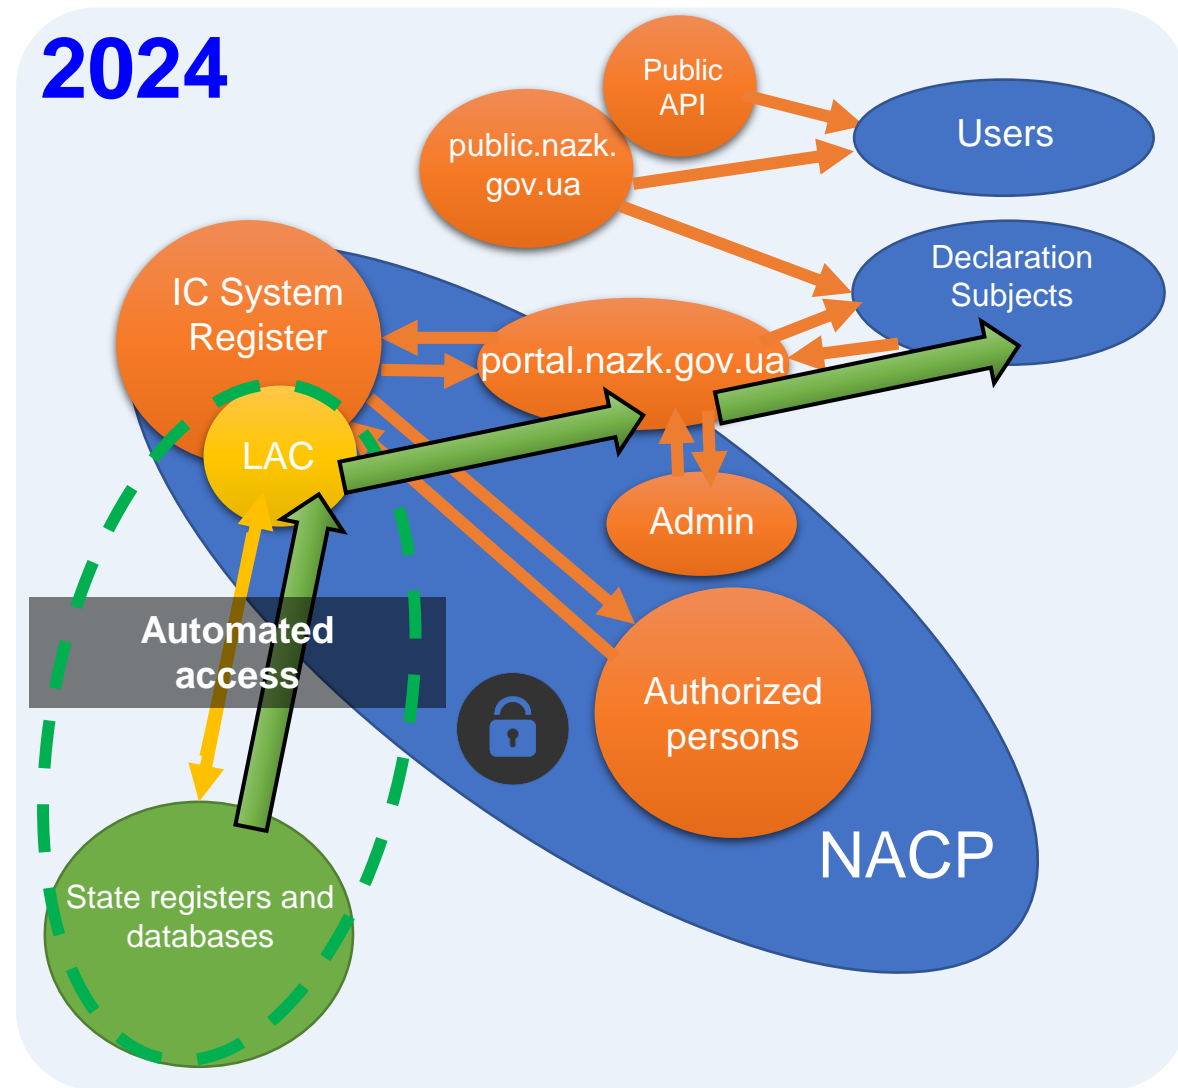 2024
Public
API
public.nazk.
gov.ua
Users
Declaration
Subjects
IC System
Register
portal.nazk.gov.ua
LAC
Admin
Automated
access
Authorized
persons
NACP
State registers and
databases